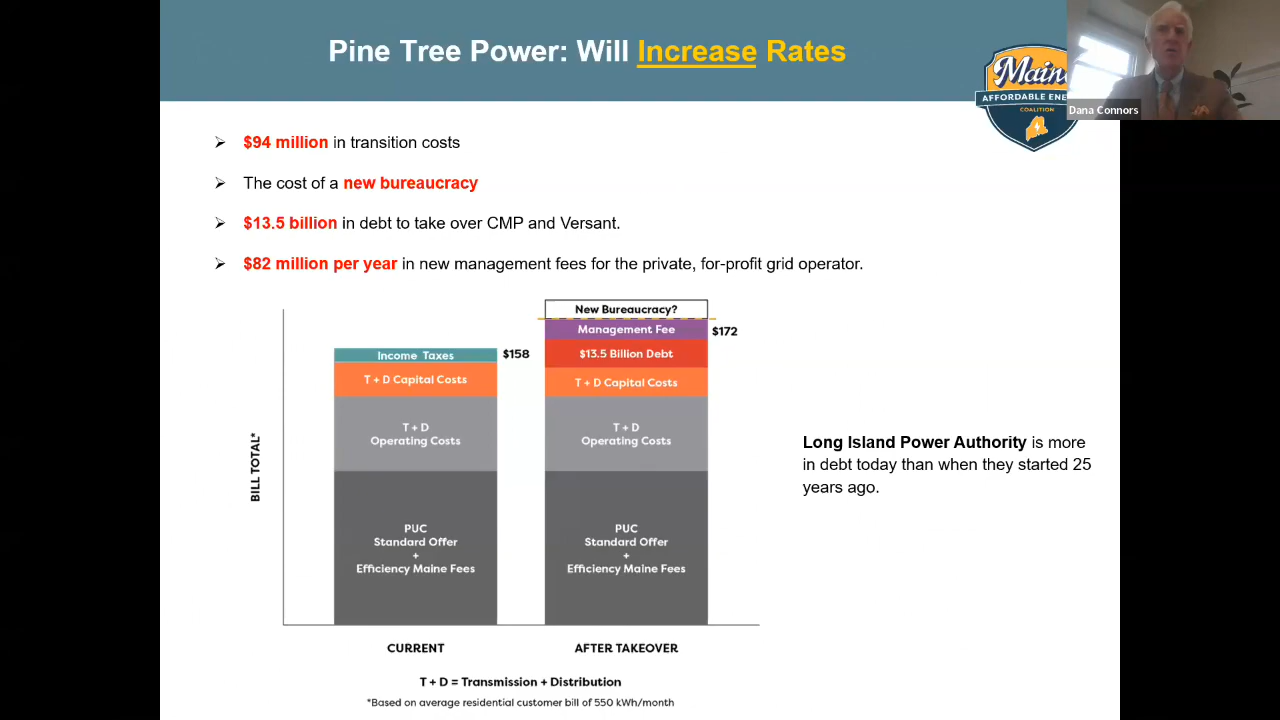 Pine Tree Power: Will Increase Rates
Maine
AFFORDABLE ENE
COALITION
Dana Connors
➢ $94 million in transition costs
➢ The cost of a new bureaucracy
➢ $13.5 billion in debt to take over CMP and Versant.
➢ $82 million per year in new management fees for the private, for-profit grid operator.
BILL TOTAL*
Income Taxes
$158
T + D Capital Costs
T + D
Operating Costs
PUC
Standard Offer
+
Efficiency Maine Fees
CURRENT
New Bureaucracy?
Management Fee
$172
$13.5 Billion Debt
T + D Capital Costs
T + D
Operating Costs
PUC
Standard Offer
+
Efficiency Maine Fees
AFTER TAKEOVER
T + D = Transmission + Distribution
*Based on average residential customer bill of 550 kWh/month
Long Island Power Authority is more
in debt today than when they started 25
years ago.